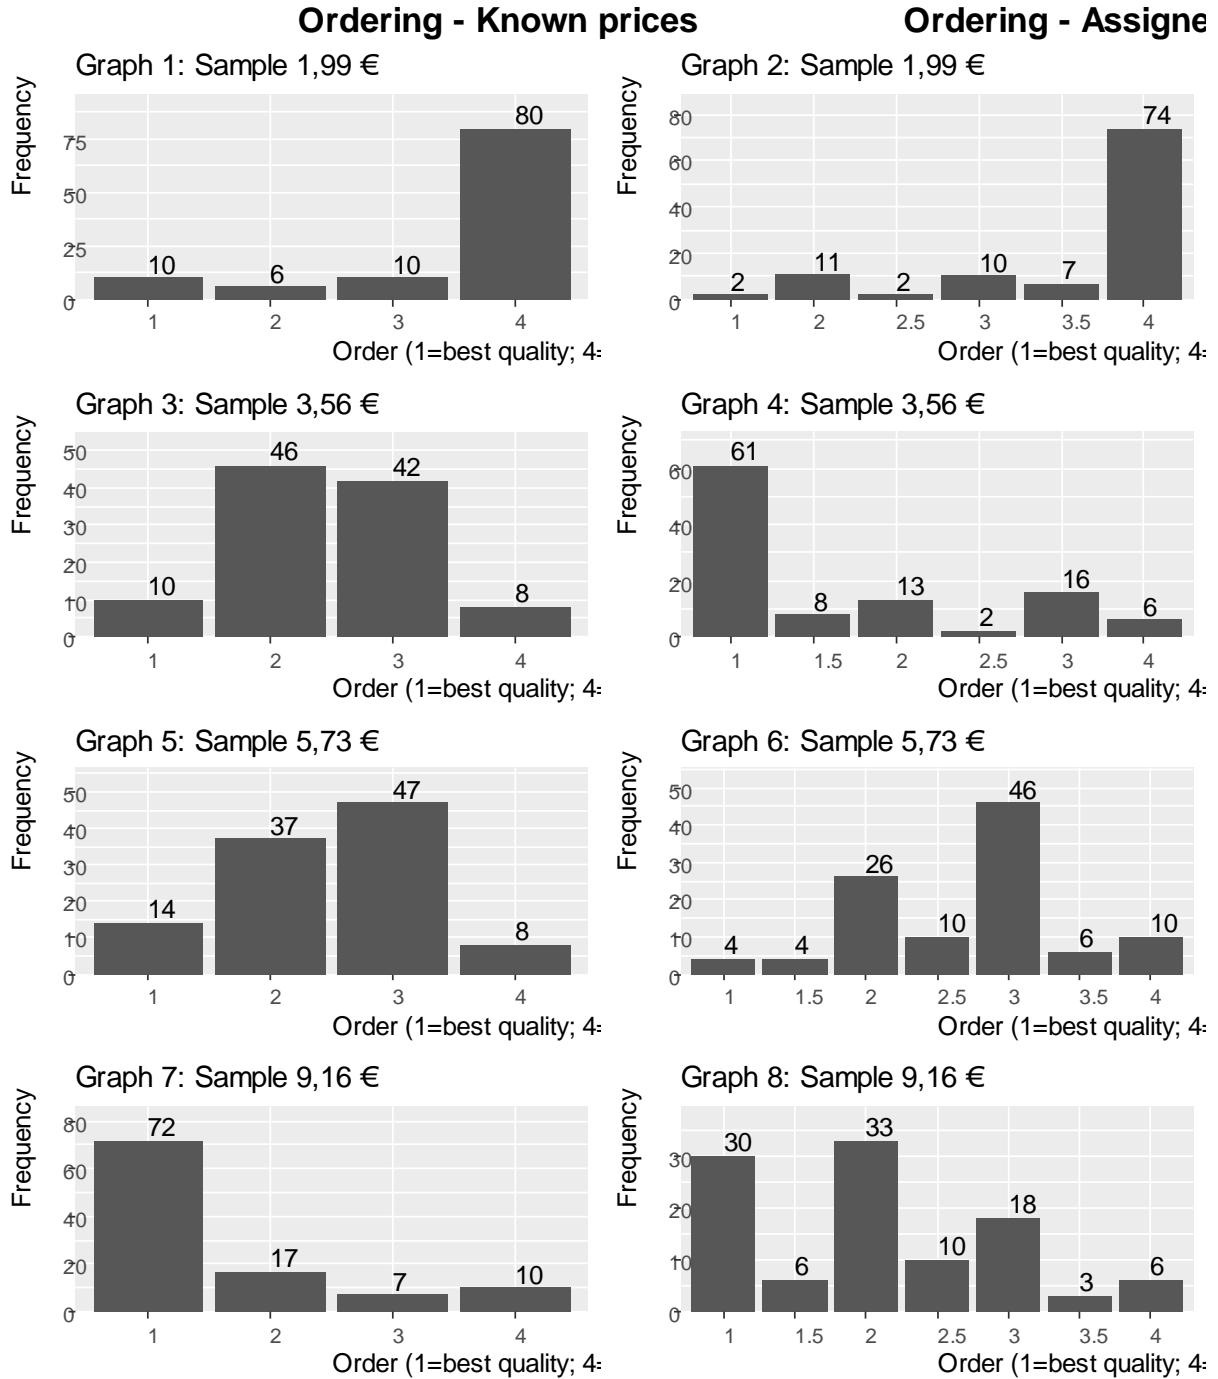 Ordering - Known prices
Graph 1: Sample 1,99 €
Frequency
75
50
25
0
10
6
10
80
1 2 3 4
Order (1=best quality; 4=
Graph 3: Sample 3,56 €
Frequency
50
40
30
20
10
0
10
46
42
8
1 2 3 4
Order (1=best quality; 4=
Graph 5: Sample 5,73 €
Frequency
50
40
30
20
10
0
14
37
47
8
1 2 3 4
Order (1=best quality; 4=
Graph 7: Sample 9,16 €
Frequency
80
60
40
20
0
72
17
7
10
1 2 3 4
Order (1=best quality; 4=
Ordering - Assigne
Graph 2: Sample 1,99 €
Frequency
80
60
40
20
0
2
11
2
10
7
74
1 2 2.5 3 3.5 4
Order (1=best quality; 4=
Graph 4: Sample 3,56 €
Frequency
60
40
20
0
61
8
13
2
16
6
1 1.5 2 2.5 3 4
Order (1=best quality; 4=
Graph 6: Sample 5,73 €
Frequency
50
40
30
20
10
0
4
4
26
10
46
6
10
1 1.5 2 2.5 3 3.5 4
Order (1=best quality; 4=
Graph 8: Sample 9,16 €
Frequency
30
20
10
0
30
6
33
10
18
3
6
1 1.5 2 2.5 3 3.5 4
Order (1=best quality; 4=